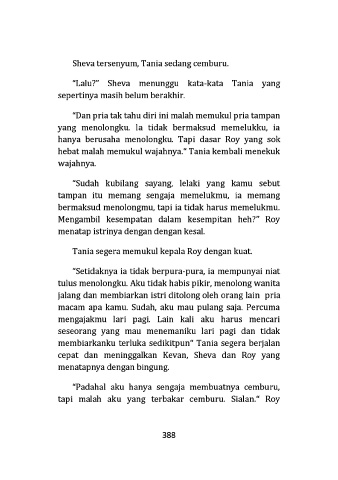 Sheva tersenyum, Tania sedang cemburu.
“Lalu?” Sheva menunggu kata-kata Tania yang
sepertinya masih belum berakhir.
“Dan pria tak tahu diri ini malah memukul pria tampan
yang menolongku. Ia tidak bermaksud memelukku, ia
hanya berusaha menolongku. Tapi dasar Roy yang sok
hebat malah memukul wajahnya.” Tania kembali menekuk
wajahnya.
“Sudah kubilang sayang, lelaki yang kamu sebut
tampan itu memang sengaja memelukmu, ia memang
bermaksud menolongmu, tapi ia tidak harus memelukmu.
Mengambil kesempatan dalam kesempitan heh?” Roy
menatap istrinya dengan dengan kesal.
Tania segera memukul kepala Roy dengan kuat.
“Setidaknya ia tidak berpura-pura, ia mempunyai niat
tulus menolongku. Aku tidak habis pikir, menolong wanita
jalang dan membiarkan istri ditolong oleh orang lain pria
macam apa kamu. Sudah, aku mau pulang saja. Percuma
mengajakmu lari pagi. Lain kali aku harus mencari
seseorang yang mau menemaniku lari pagi dan tidak
membiarkanku terluka sedikitpun” Tania segera berjalan
cepat dan meninggalkan Kevan, Sheva dan Roy yang
menatapnya dengan bingung.
“Padahal aku hanya sengaja membuatnya cemburu,
tapi malah aku yang terbakar cemburu. Sialan.” Roy
388